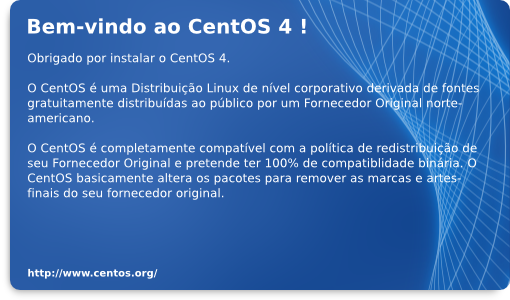 Bem-vindo ao CentOS 4 !
Obrigado por instalar o CentOS 4.
O CentOS é uma Distribuição Linux de nível corporativo derivada de fontes
gratuitamente distribuídas ao público por um Fornecedor Original norte-
americano.
O CentOS é completamente compatível com a política de redistribuição de
seu Fornecedor Original e pretende ter 100% de compatiblidade binária. O
CentOS basicamente altera os pacotes para remover as marcas e artes-
finais do seu fornecedor original.
http://www.centos.org/